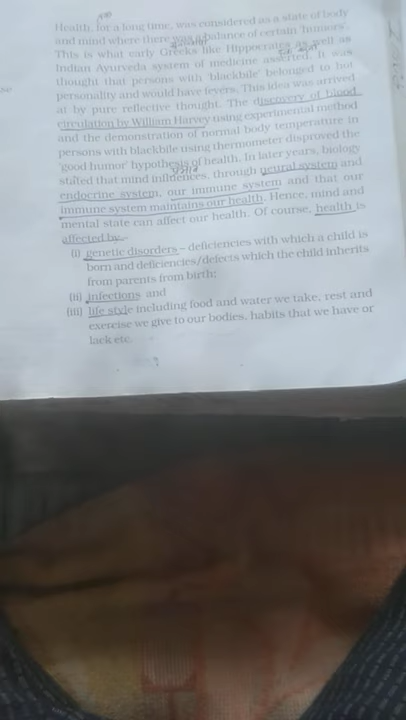 Health, for a long time, was considered as a state of body
and mind where there was a balance of certain 'humors'.
This is what early Greeks like Hippocrates as well as
Indian Ayurveda system of medicine asserted. It was
thought that persons with 'blackbile' belonged to hot
personality and would have fevers. This idea was arrived
at by pure reflective thought. The discovery of blood
circulation by William Harvey using experimental method
and the demonstration of normal body temperature in
persons with blackbile using thermometer disproved the
'good humor' hypothesis of health. In later years, biology
प्रभाव
stated that mind influences, through neural system and
endocrine system, our immune system and that our
immune system maintains our health. Hence, mind and
mental state can affect our health. Of course, health is
affected by –
(i) genetic disorders – deficiencies with which a child is
born and deficiencies/defects which the child inherits
from parents from birth;
(ii) infections and
(iii) life style including food and water we take, rest and
exercise we give to our bodies, habits that we have or
lack etc.